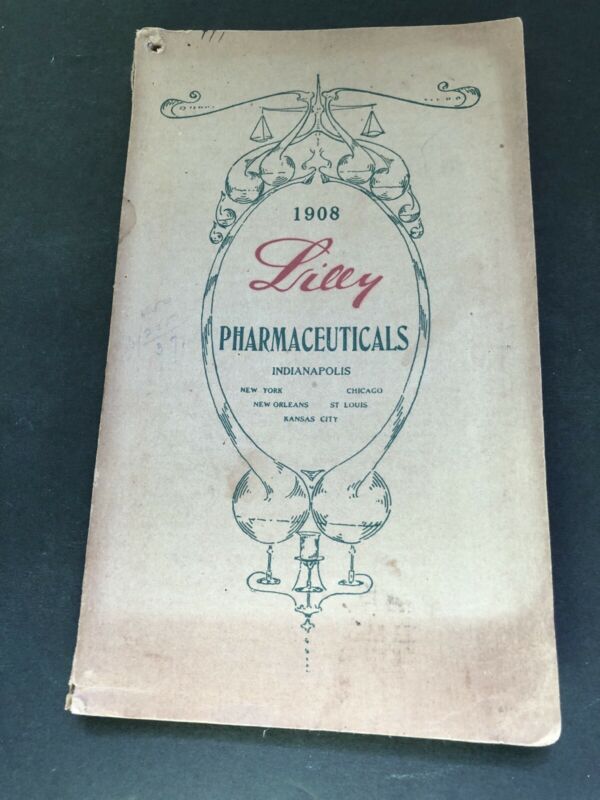 1908
Lilly
PHARMACEUTICALS
INDIANAPOLIS
NEW YORK CHICAGO
NEW ORLEANS ST LOUIS
KANSAS CITY